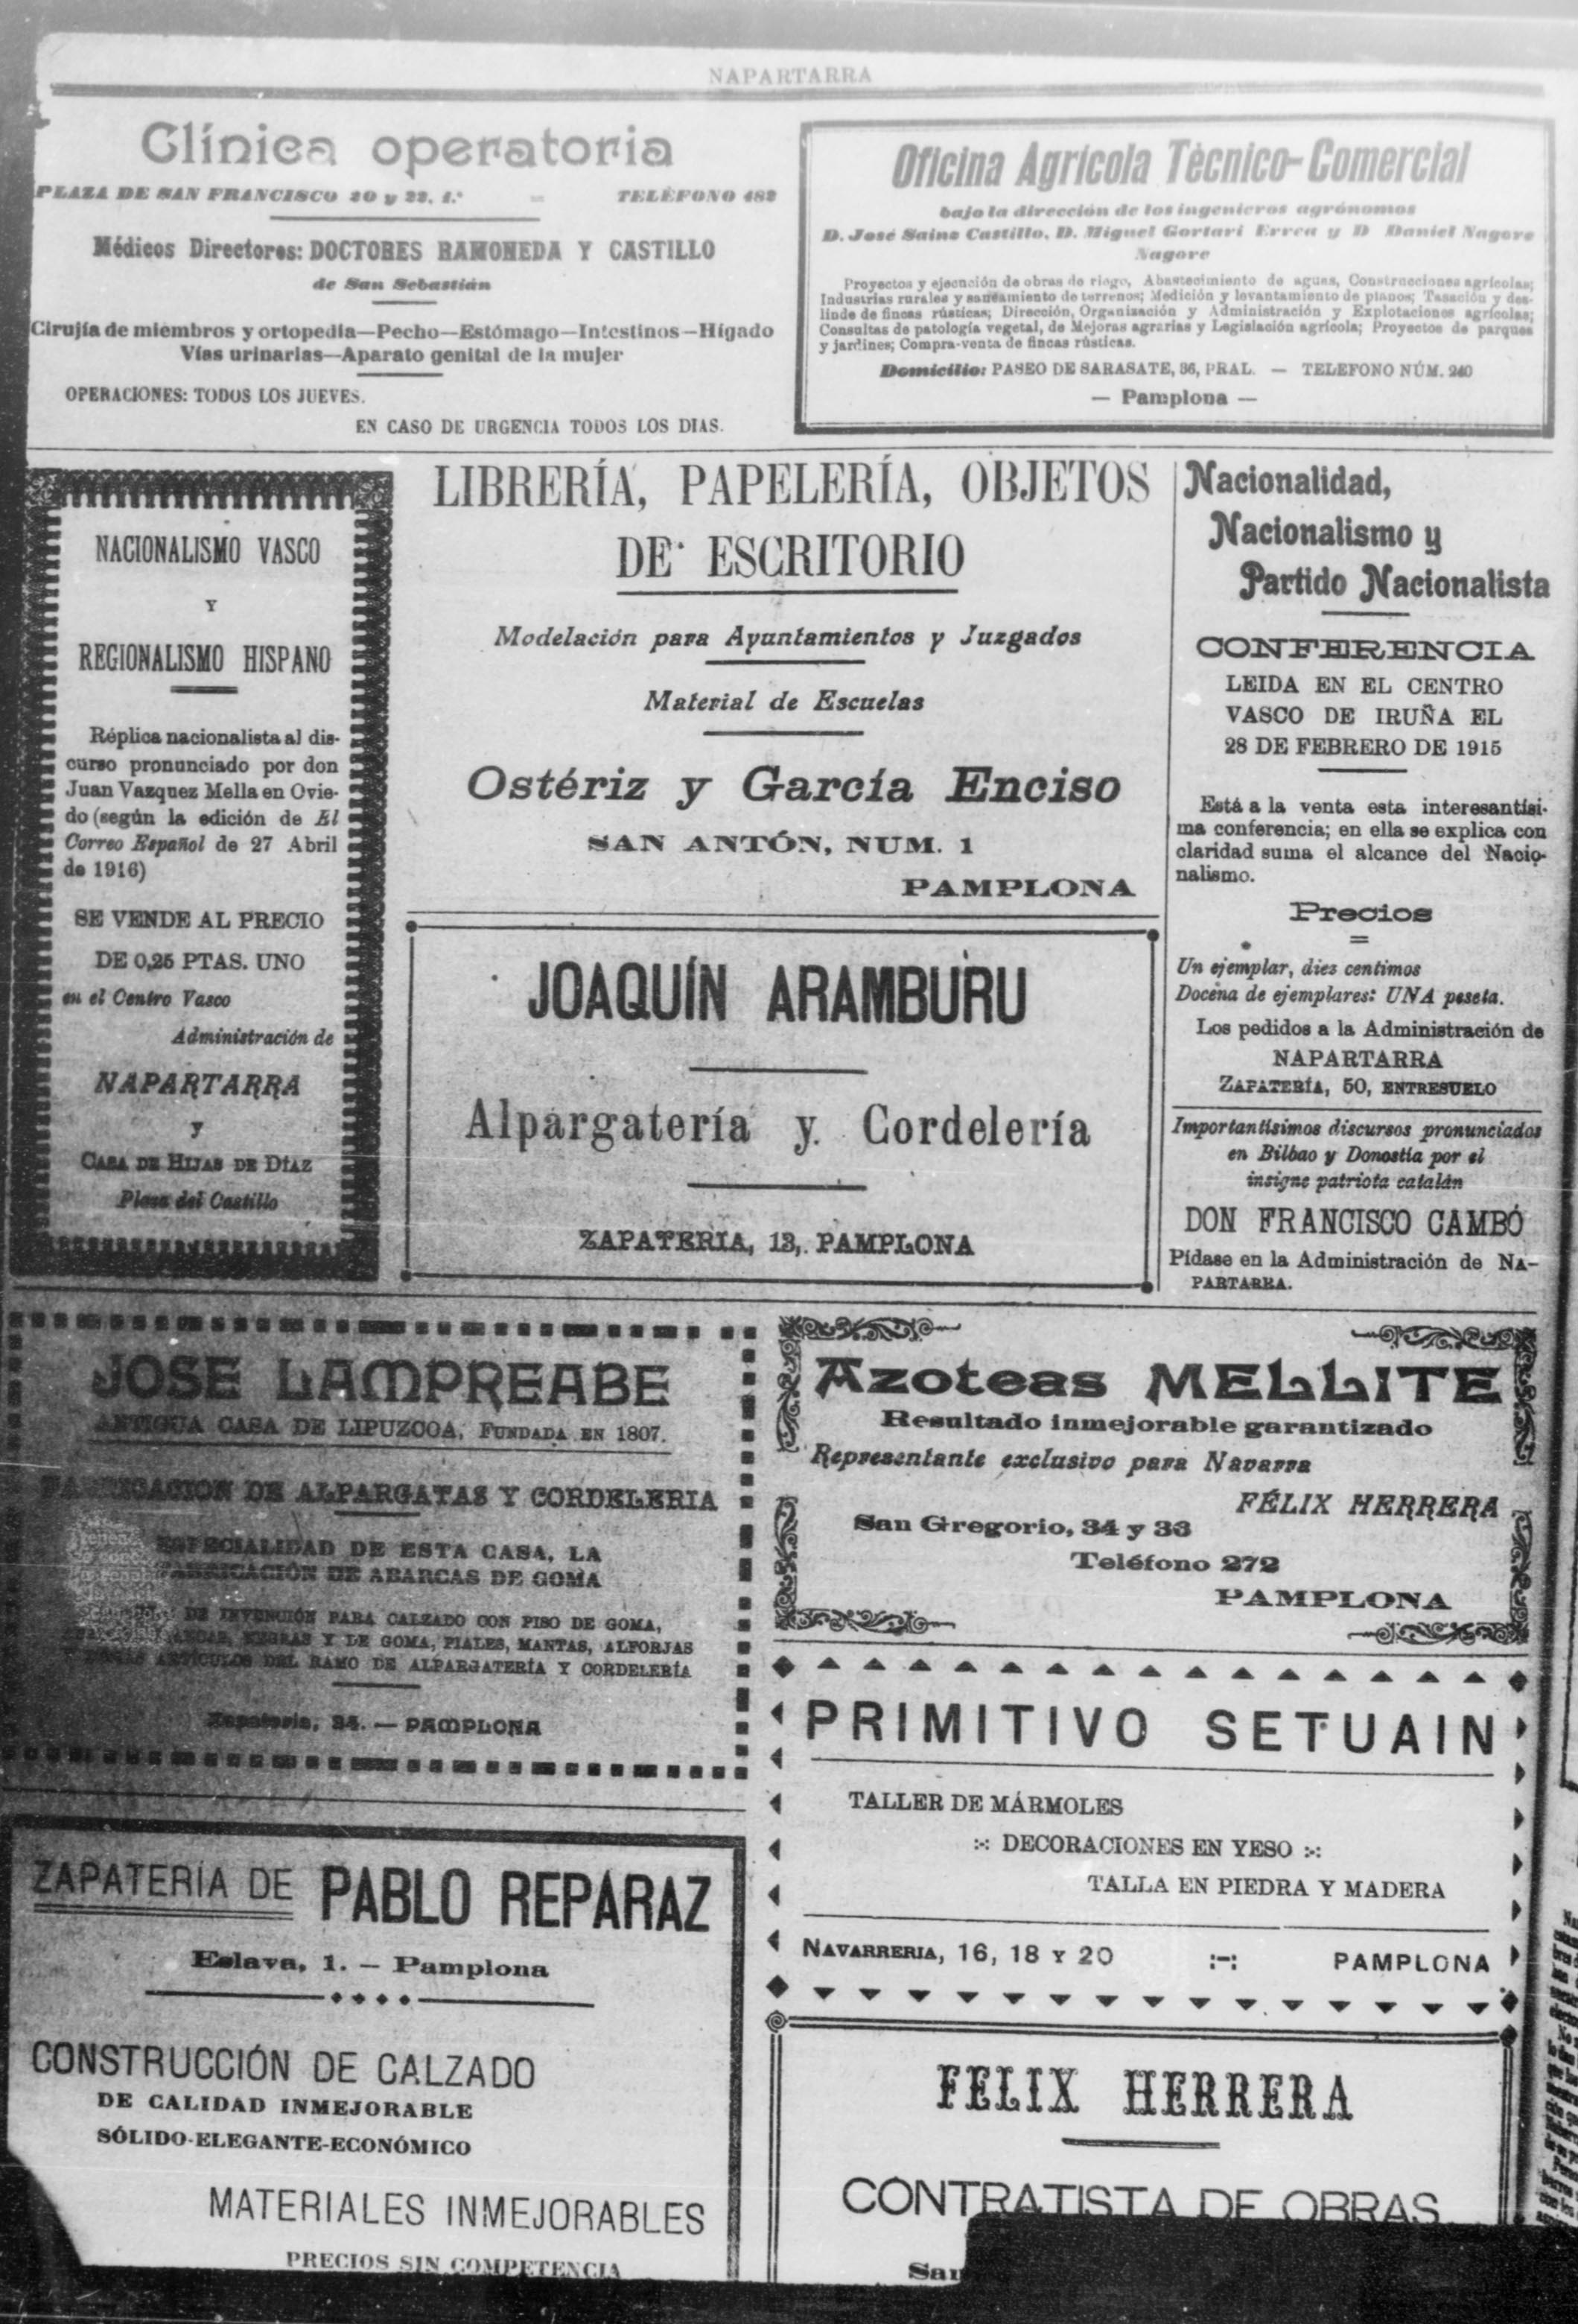 NAPARTARRA
Clínica operatoria
PLAZA DE SAN FRANCISCO 20 y 22, 1.º — TELÉFONO 482
Médicos Directores: DOCTORES RAMONEDA Y CASTILLO
de San Sebastián
Cirujía de miembros y ortopedia—Pecho—Estómago—Intestinos—Hígado
Vías urinarias—Aparato genital de la mujer
OPERACIONES: TODOS LOS JUEVES.
EN CASO DE URGENCIA TODOS LOS DIAS.
Oficina Agrícola Técnico-Comercial
bajo la dirección de los ingenieros agrónomos
D. José Sainz Castillo, D. Miguel Gortari Errea y D Daniel Nagore
Nagore
Proyectos y ejecución de obras de riego, Abastecimiento de aguas, Construcciones agrícolas;
Industrias rurales y saneamiento de terrenos; Medición y levantamiento de planos; Tasación y des-
linde de fincas rústicas; Dirección, Organización y Administración y Explotaciones agrícolas;
Consultas de patología vegetal, de Mejoras agrarias y Legislación agrícola; Proyectos de parques
y jardines; Compra-venta de fincas rústicas.
Domicilio: PASEO DE SARASATE, 36, PRAL. — TELEFONO NÚM. 240
— Pamplona —
NACIONALISMO VASCO
Y
REGIONALISMO HISPANO
Réplica nacionalista al dis-
curso pronunciado por don
Juan Vazquez Mella en Ovie-
do (según la edición de El
Correo Español de 27 Abril
de 1916)
SE VENDE AL PRECIO
DE 0,25 PTAS. UNO
en el Centro Vasco
Administración de
NAPARTARRA
y
CASA DE HIJAS DE DÍAZ
Plaza del Castillo
LIBRERÍA, PAPELERÍA, OBJETOS
DE ESCRITORIO
Modelación para Ayuntamientos y Juzgados
Material de Escuelas
Ostériz y García Enciso
SAN ANTÓN, NUM. 1
PAMPLONA
JOAQUÍN ARAMBURU
Alpargatería y Cordelería
ZAPATERIA, 13, PAMPLONA
Nacionalidad,
Nacionalismo y
Partido Nacionalista
CONFERENCIA
LEIDA EN EL CENTRO
VASCO DE IRUÑA EL
28 DE FEBRERO DE 1915
Está a la venta esta interesantísi-
ma conferencia; en ella se explica con
claridad suma el alcance del Nacio-
nalismo.
Precios
Un ejemplar, diez centimos
Docena de ejemplares: UNA peseta.
Los pedidos a la Administración de
NAPARTARRA
ZAPATERÍA, 50, ENTRESUELO
Importantísimos discursos pronunciados
en Bilbao y Donostia por el
insigne patriota catalán
DON FRANCISCO CAMBÓ
Pídase en la Administración de NA-
PARTARRA.
JOSE LAMPREABE
ANTIGUA CASA DE LIPUZCOA, FUNDADA EN 1807.
FABRICACION DE ALPARGATAS Y CORDELERIA
ESPECIALIDAD DE ESTA CASA, LA
FABRICACIÓN DE ABARCAS DE GOMA
DE INVENCIÓN PARA CALZADO CON PISO DE GOMA,
NEGRAS Y DE GOMA, PIALES, MANTAS, ALFORJAS
ARTÍCULOS DEL RAMO DE ALPARGATERÍA Y CORDELERÍA
Zapatería, 34. — PAMPLONA
Azoteas MELLITE
Resultado inmejorable garantizado
Representante exclusivo para Navarra
FÉLIX HERRERA
San Gregorio, 34 y 36
Teléfono 272
PAMPLONA
PRIMITIVO SETUAIN
TALLER DE MÁRMOLES
:-: DECORACIONES EN YESO :-:
TALLA EN PIEDRA Y MADERA
NAVARRERIA, 16, 18 Y 20 :-: PAMPLONA
ZAPATERÍA DE PABLO REPARAZ
Eslava, 1. — Pamplona
CONSTRUCCIÓN DE CALZADO
DE CALIDAD INMEJORABLE
SÓLIDO-ELEGANTE-ECONÓMICO
MATERIALES INMEJORABLES
PRECIOS SIN COMPETENCIA
FELIX HERRERA
CONTRATISTA DE OBRAS
San